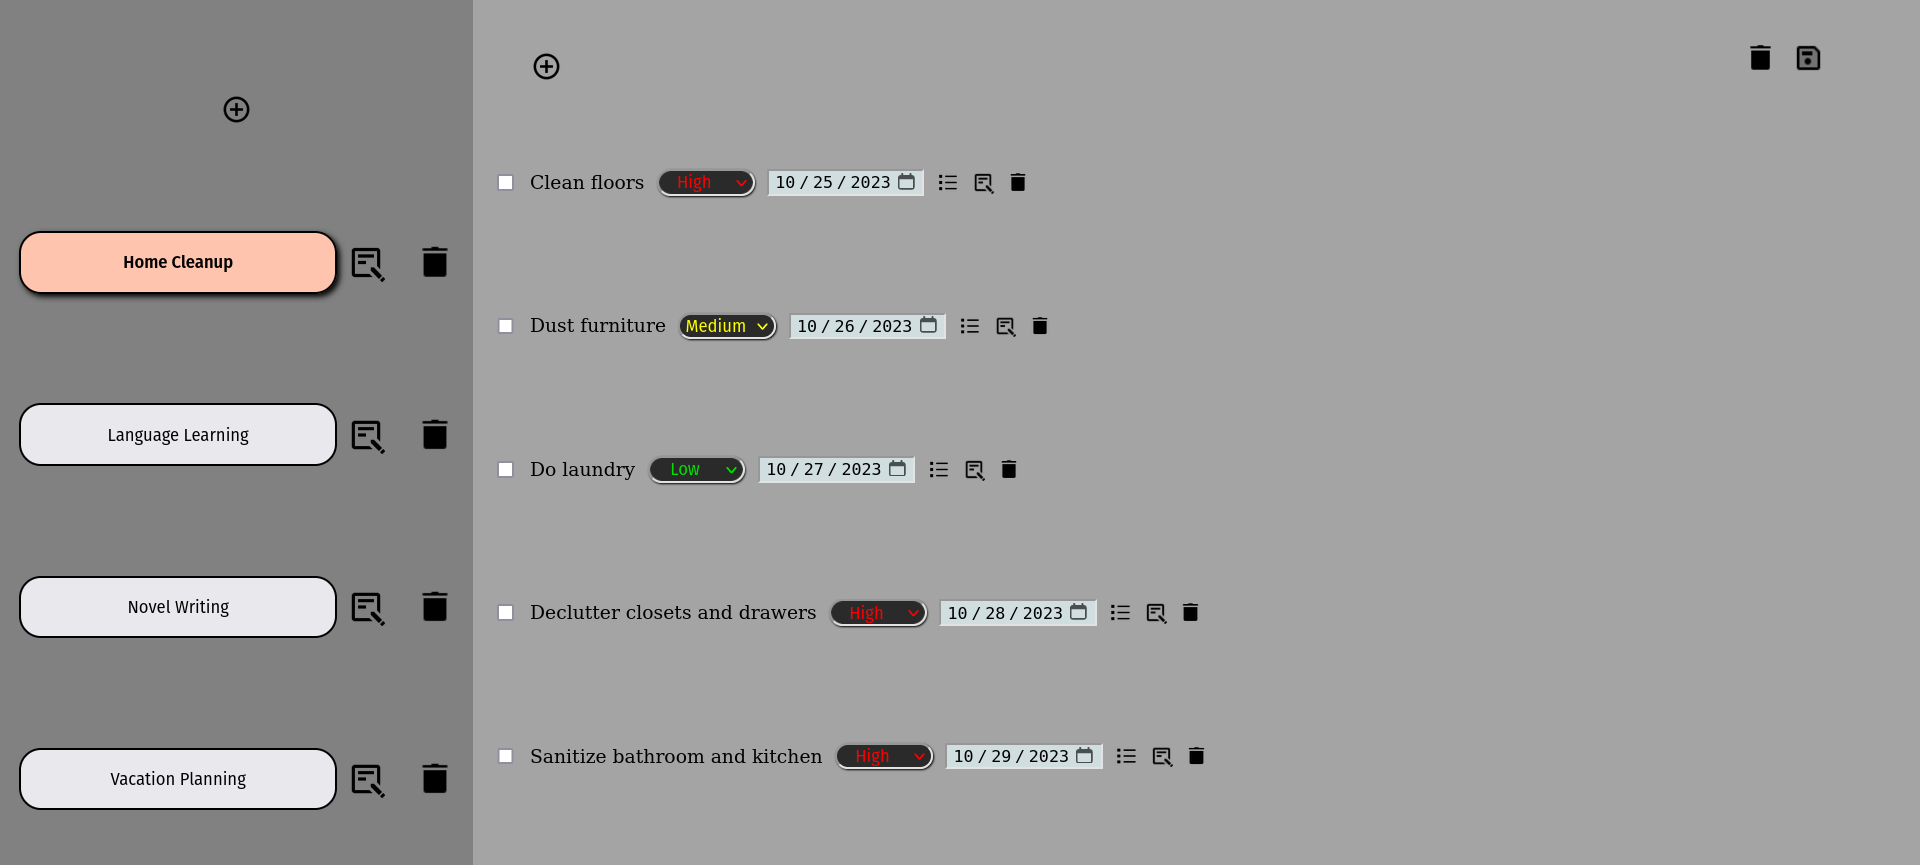 Home Cleanup
Language Learning
Novel Writing
Vacation Planning
Clean floors High 10/25/2023
Dust furniture Medium 10/26/2023
Do laundry Low 10/27/2023
Declutter closets and drawers High 10/28/2023
Sanitize bathroom and kitchen High 10/29/2023